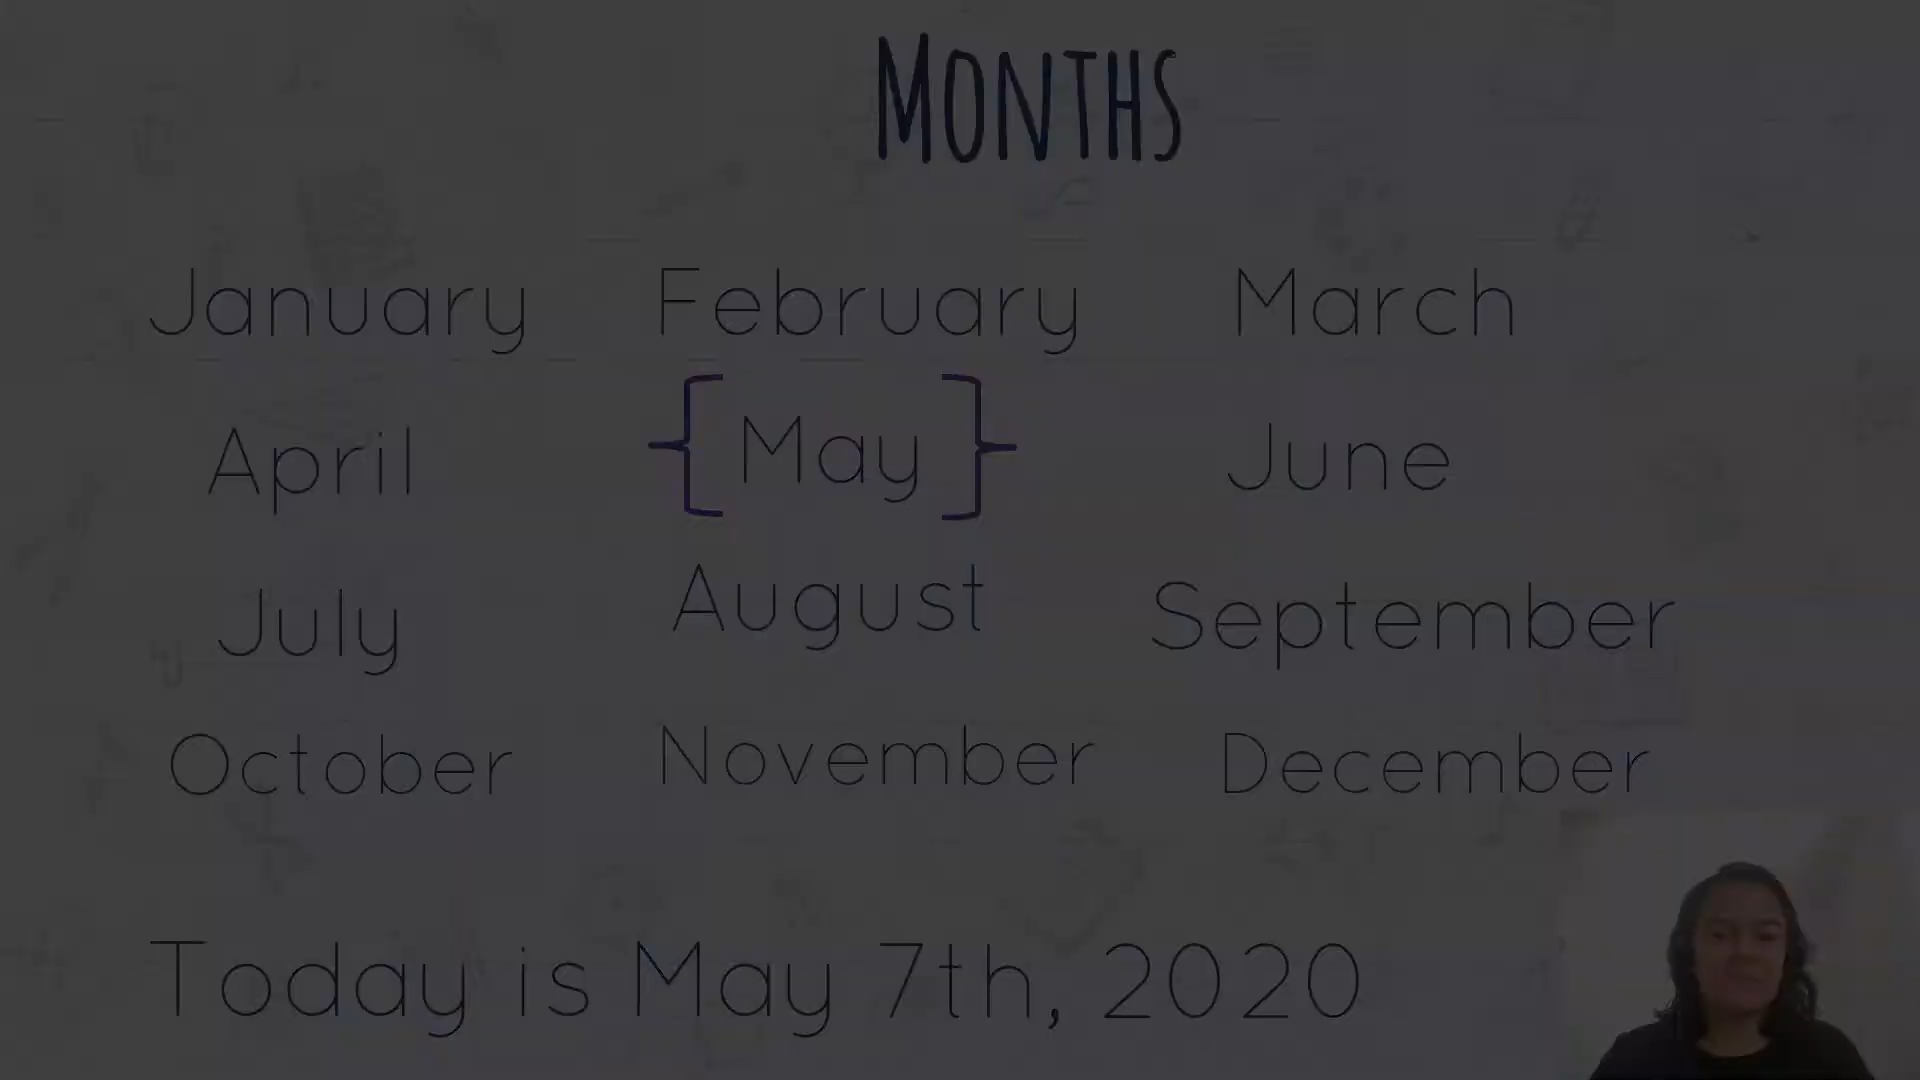 MONTHS
January February March
April May June
July August September
October November December
Today is May 7th, 2020